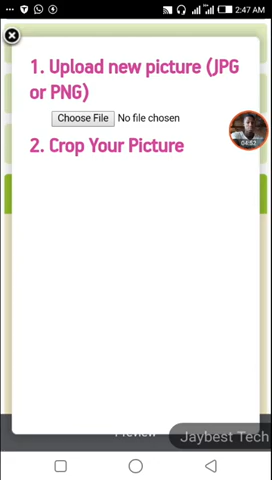 2:47 AM
1. Upload new picture (JPG
or PNG)
Choose File No file chosen
04:52
2. Crop Your Picture
Preview
Jaybest Tech